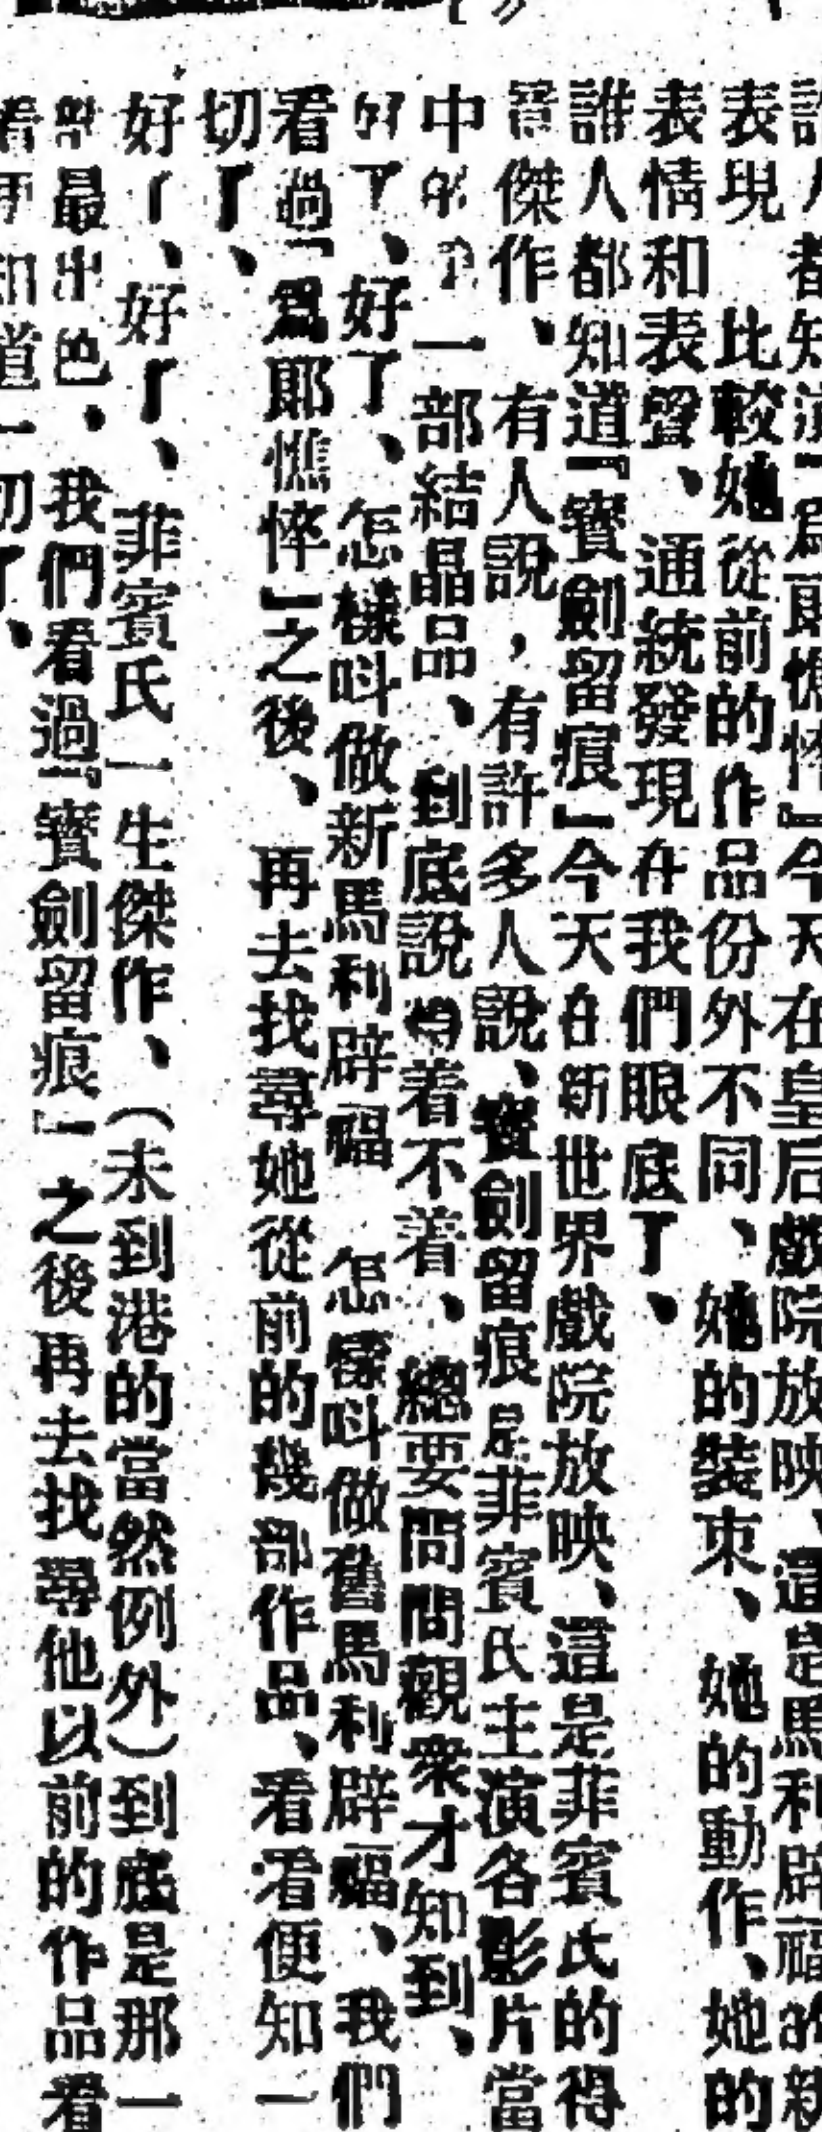 許人都知演『為郎憔悴』今天在皇后戲院放映、這是馬利辟福的新
表現　比較她從前的作品份外不同、她的裝束、她的動作、她的
表情和表聲、通統發現在我們眼底了、
誰人都知道『寶劍留痕』今天在新世界戲院放映、這是菲賓氏的得
意傑作、有人說，有許多人說、寶劍留痕是菲賓氏主演各影片當
中的一部結晶品、到底說得着不着、總要問問觀衆才知到、
好了、好了、怎樣呌做新馬利辟福　怎樣呌做舊馬利辟福、我們
看過『為郎憔悴』之後、再去找尋她從前的幾部作品、看看便知一
切了、
好了、好了、菲賓氏一生傑作、（未到港的當然例外）到底是那一
部最出色，我們看過『寶劍留痕』之後再去找尋他以前的作品看
看便知道一切了、